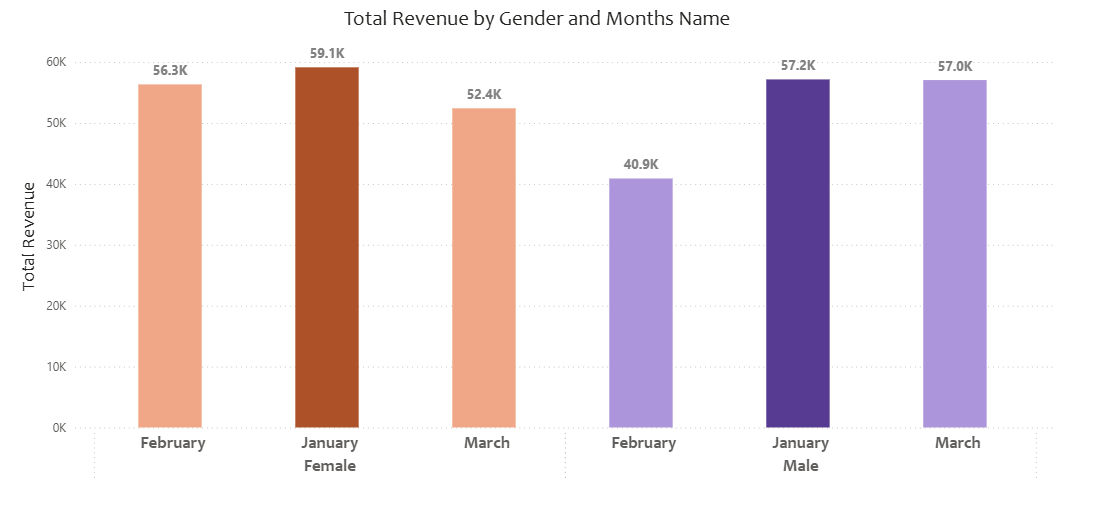 Total Revenue by Gender and Months Name
Total Revenue
60K
50K
40K
30K
20K
10K
0K
56.3K
59.1K
52.4K
40.9K
57.2K
57.0K
February January March February January March
Female Male